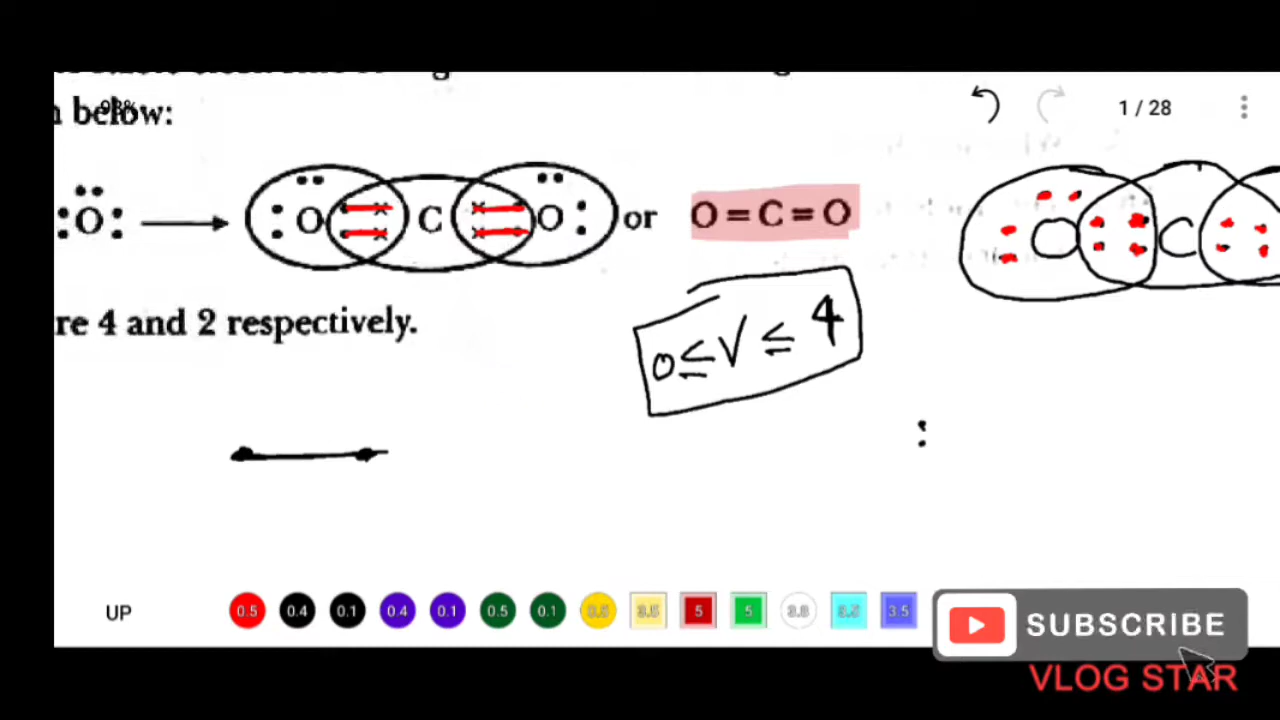 below:
93%
1 / 28
:O: → :O C O: or O = C = O
O C
re 4 and 2 respectively.
0 ≤ V ≤ 4
:
UP 0.5 0.4 0.1 0.4 0.1 0.5 0.1 0.5 3.5 5 5 3.8 3.5 3.5
SUBSCRIBE
VLOG STAR